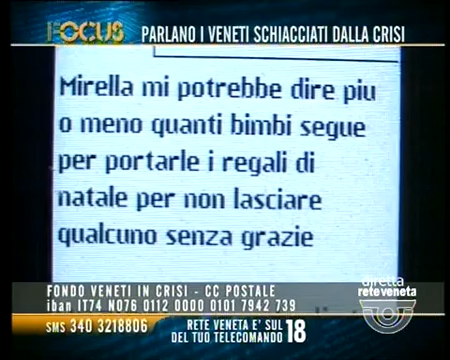 FOCUS
PARLANO I VENETI SCHIACCIATI DALLA CRISI
Mirella mi potrebbe dire piu
o meno quanti bimbi segue
per portarle i regali di
natale per non lasciare
qualcuno senza grazie
FONDO VENETI IN CRISI - CC POSTALE
iban IT74 N076 0112 0000 0101 7942 739
diretta
reteveneta
SMS 340 3218806
RETE VENETA E' SUL
DEL TUO TELECOMANDO 18